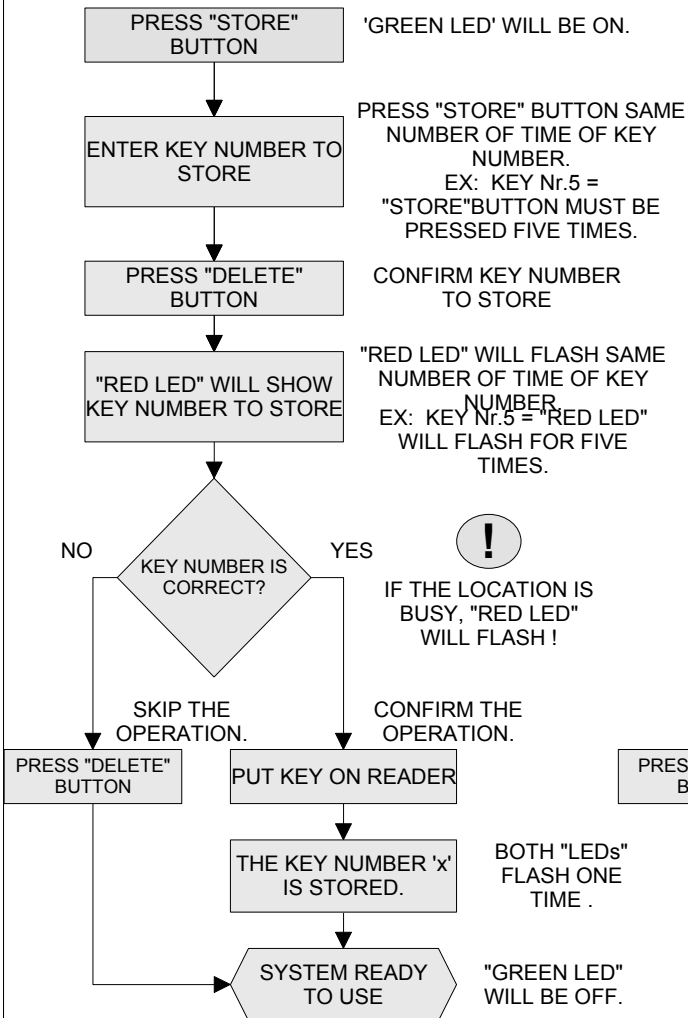 PRESS "STORE"
BUTTON
'GREEN LED' WILL BE ON.
ENTER KEY NUMBER TO
STORE
PRESS "STORE" BUTTON SAME
NUMBER OF TIME OF KEY
NUMBER.
EX: KEY Nr.5 =
"STORE"BUTTON MUST BE
PRESSED FIVE TIMES.
PRESS "DELETE"
BUTTON
CONFIRM KEY NUMBER
TO STORE
"RED LED" WILL SHOW
KEY NUMBER TO STORE
"RED LED" WILL FLASH SAME
NUMBER OF TIME OF KEY
NUMBER.
EX: KEY Nr.5 = "RED LED"
WILL FLASH FOR FIVE
TIMES.
NO
KEY NUMBER IS
CORRECT?
YES
!
IF THE LOCATION IS
BUSY, "RED LED"
WILL FLASH !
SKIP THE
OPERATION.
CONFIRM THE
OPERATION.
PRESS "DELETE"
BUTTON
PUT KEY ON READER
PRES
B
THE KEY NUMBER 'x'
IS STORED.
BOTH "LEDs"
FLASH ONE
TIME .
SYSTEM READY
TO USE
"GREEN LED"
WILL BE OFF.